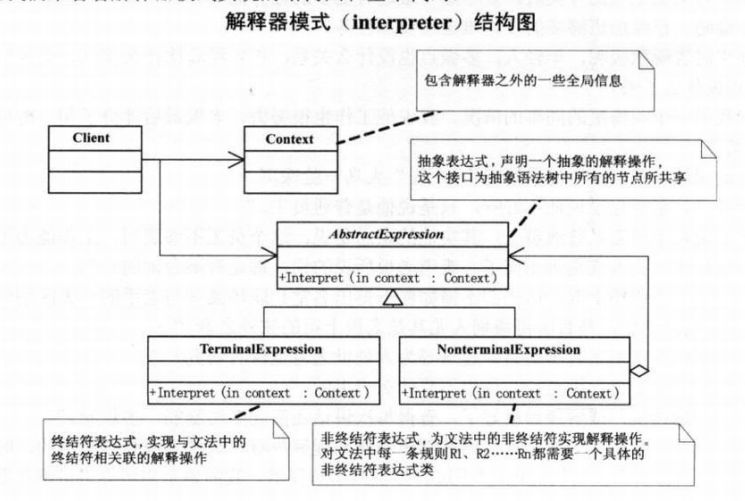 解释器模式（interpreter）结构图
包含解释器之外的一些全局信息
Client
Context
抽象表达式，声明一个抽象的解释操作，
这个接口为抽象语法树中所有的节点所共享
AbstractExpression
+Interpret(in context : Context)
TerminalExpression
NonterminalExpression
+Interpret(in context : Context)
+Interpret(in context : Context)
终结符表达式，实现与文法中的
终结符相关联的解释操作
非终结符表达式，为文法中的非终结符实现解释操作。
对文法中每一条规则R1、R2……Rn都需要一个具体的
非终结符表达式类